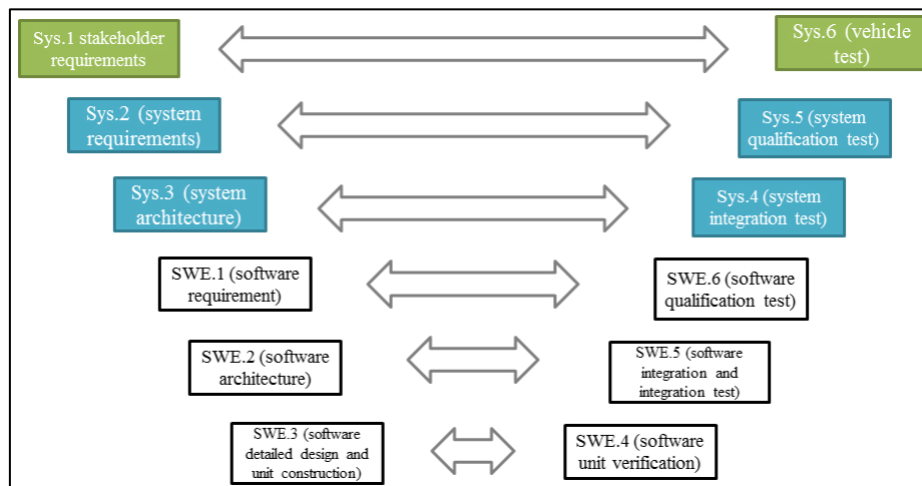 Sys.1 stakeholder
requirements
Sys.6 (vehicle
test)
Sys.2 (system
requirements)
Sys.5 (system
qualification test)
Sys.3 (system
architecture)
Sys.4 (system
integration test)
SWE.1 (software
requirement)
SWE.6 (software
qualification test)
SWE.2 (software
architecture)
SWE.5 (software
integration and
integration test)
SWE.3 (software
detailed design and
unit construction)
SWE.4 (software
unit verification)